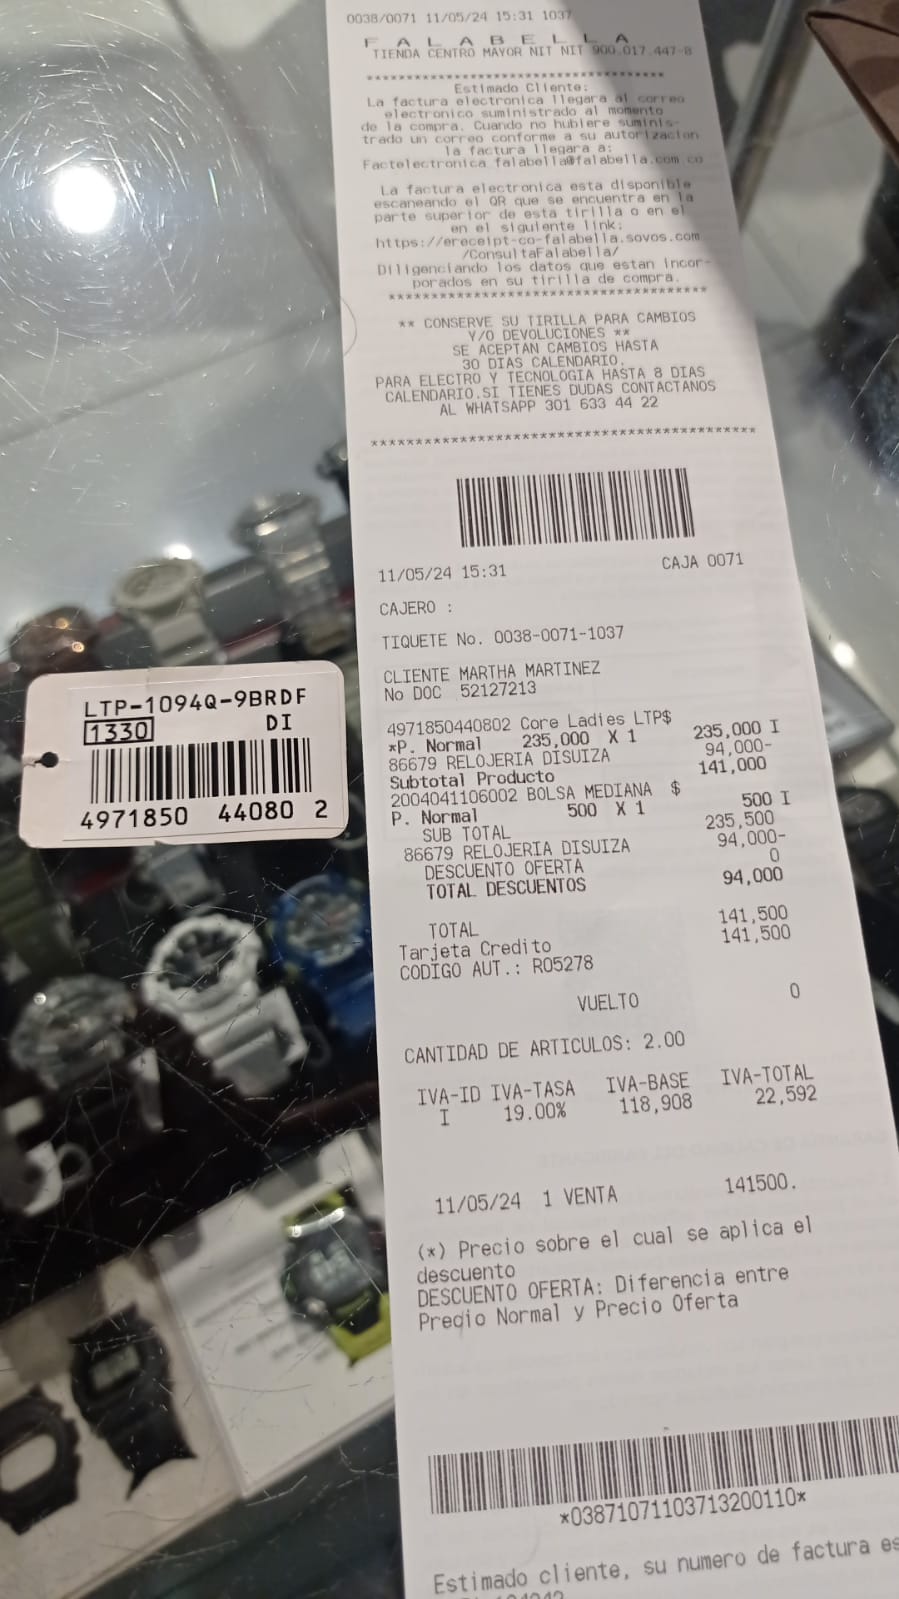 0038/0071 11/05/24 15:31 1037
F A L A B E L L A
TIENDA CENTRO MAYOR NIT NIT 900.017.447-8
****************************************
Estimado Cliente:
La factura electronica llegara al correo
electronico suministrado al momento
de la compra. Cuando no hubiere suminis-
trado un correo conforme a su autorizacion
la factura llegara a:
Factelectronica_falabella@falabella.com.co
La factura electronica esta disponible
escaneando el QR que se encuentra en la
parte superior de esta tirilla o en el
en el siguiente link:
https://ereceipt-co-falabella.sovos.com
/ConsultaFalabella/
Diligenciando los datos que estan incor-
porados en su tirilla de compra.
****************************************
** CONSERVE SU TIRILLA PARA CAMBIOS
Y/O DEVOLUCIONES **
SE ACEPTAN CAMBIOS HASTA
30 DIAS CALENDARIO.
PARA ELECTRO Y TECNOLOGIA HASTA 8 DIAS
CALENDARIO.SI TIENES DUDAS CONTACTANOS
AL WHATSAPP 301 633 44 22
******************************************
11/05/24 15:31 CAJA 0071
CAJERO :
TIQUETE No. 0038-0071-1037
CLIENTE MARTHA MARTINEZ
No DOC 52127213
4971850440802 Core Ladies LTP$
*P. Normal 235,000 X 1 235,000 I
86679 RELOJERIA DISUIZA 94,000-
Subtotal Producto 141,000
2004041106002 BOLSA MEDIANA $
P. Normal 500 X 1 500 I
SUB TOTAL 235,500
86679 RELOJERIA DISUIZA 94,000-
DESCUENTO OFERTA 0
TOTAL DESCUENTOS 94,000
TOTAL 141,500
Tarjeta Credito 141,500
CODIGO AUT.: R05278
VUELTO 0
CANTIDAD DE ARTICULOS: 2.00
IVA-ID IVA-TASA IVA-BASE IVA-TOTAL
I 19.00% 118,908 22,592
11/05/24 1 VENTA 141500.
(*) Precio sobre el cual se aplica el
descuento
DESCUENTO OFERTA: Diferencia entre
Precio Normal y Precio Oferta
*03871071103713200110*
Estimado cliente, su numero de factura es
LTP-1094Q-9BRDF
1330 DI
4971850 44080 2